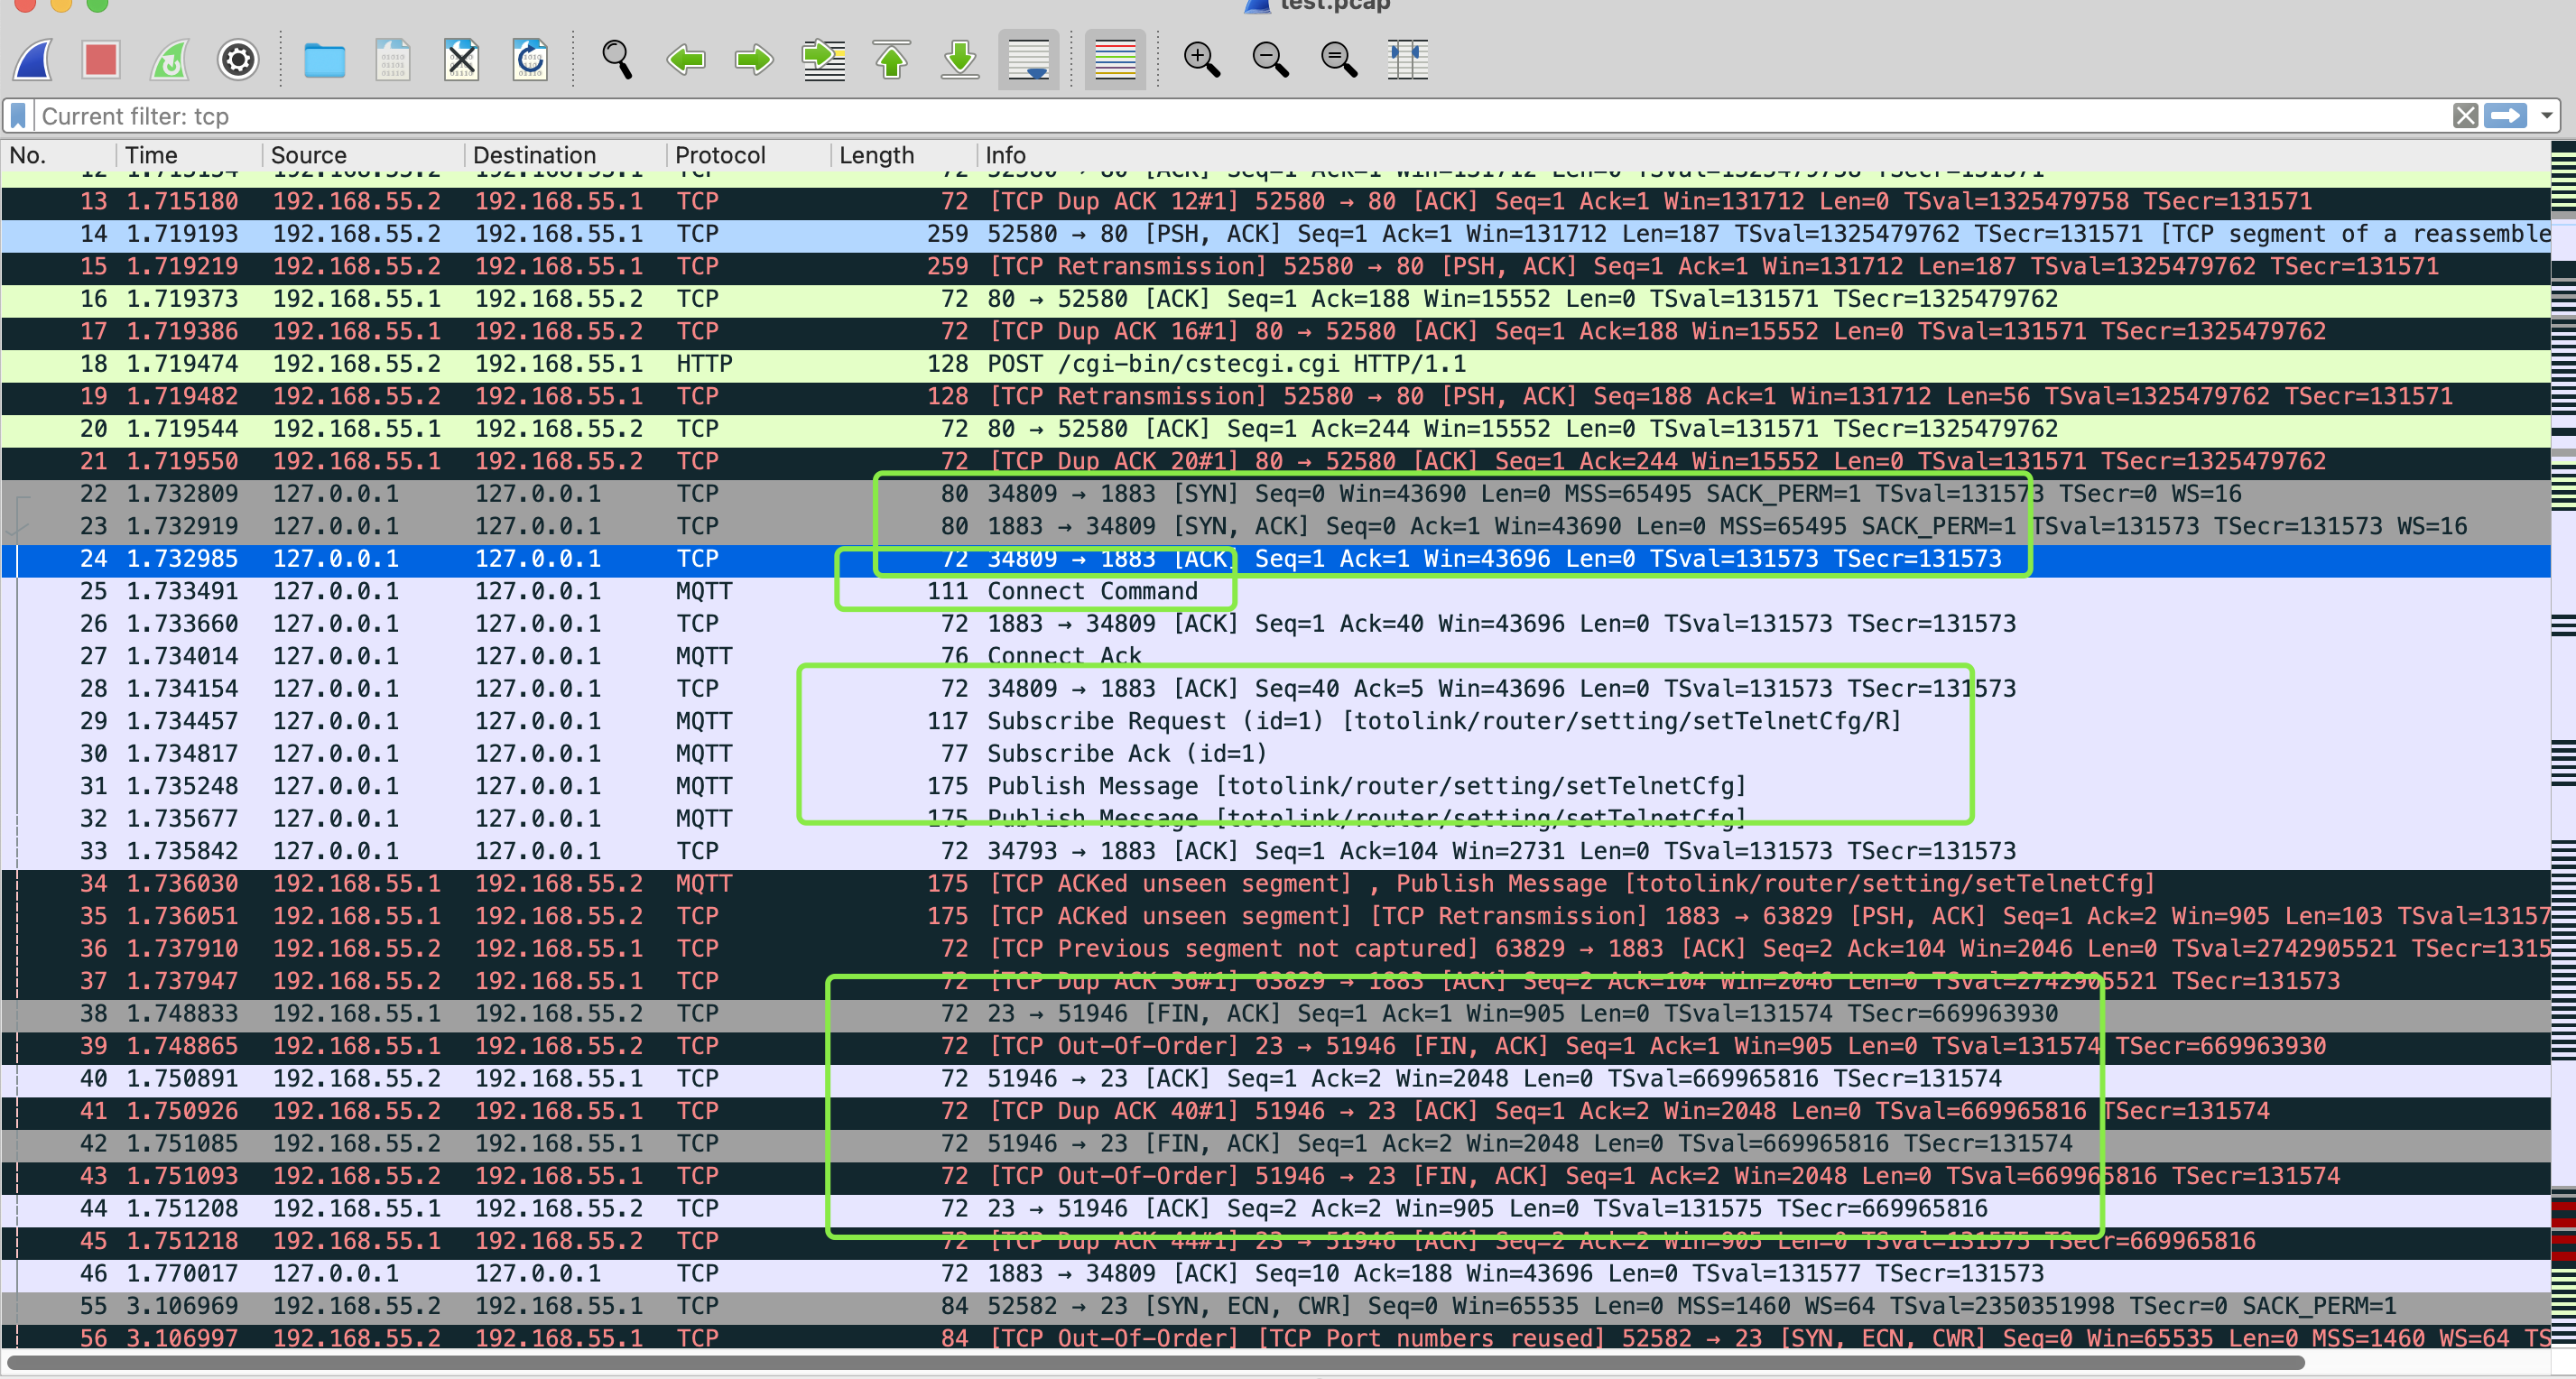 test.pcap
Current filter: tcp
No. Time Source Destination Protocol Length Info
12 1.715154 192.168.55.2 192.168.55.1 TCP 72 52580 → 80 [ACK] Seq=1 Ack=1 Win=131712 Len=0 TSval=1325479758 TSecr=131571
13 1.715180 192.168.55.2 192.168.55.1 TCP 72 [TCP Dup ACK 12#1] 52580 → 80 [ACK] Seq=1 Ack=1 Win=131712 Len=0 TSval=1325479758 TSecr=131571
14 1.719193 192.168.55.2 192.168.55.1 TCP 259 52580 → 80 [PSH, ACK] Seq=1 Ack=1 Win=131712 Len=187 TSval=1325479762 TSecr=131571 [TCP segment of a reassemble
15 1.719219 192.168.55.2 192.168.55.1 TCP 259 [TCP Retransmission] 52580 → 80 [PSH, ACK] Seq=1 Ack=1 Win=131712 Len=187 TSval=1325479762 TSecr=131571
16 1.719373 192.168.55.1 192.168.55.2 TCP 72 80 → 52580 [ACK] Seq=1 Ack=188 Win=15552 Len=0 TSval=131571 TSecr=1325479762
17 1.719386 192.168.55.1 192.168.55.2 TCP 72 [TCP Dup ACK 16#1] 80 → 52580 [ACK] Seq=1 Ack=188 Win=15552 Len=0 TSval=131571 TSecr=1325479762
18 1.719474 192.168.55.2 192.168.55.1 HTTP 128 POST /cgi-bin/cstecgi.cgi HTTP/1.1
19 1.719482 192.168.55.2 192.168.55.1 TCP 128 [TCP Retransmission] 52580 → 80 [PSH, ACK] Seq=188 Ack=1 Win=131712 Len=56 TSval=1325479762 TSecr=131571
20 1.719544 192.168.55.1 192.168.55.2 TCP 72 80 → 52580 [ACK] Seq=1 Ack=244 Win=15552 Len=0 TSval=131571 TSecr=1325479762
21 1.719550 192.168.55.1 192.168.55.2 TCP 72 [TCP Dup ACK 20#1] 80 → 52580 [ACK] Seq=1 Ack=244 Win=15552 Len=0 TSval=131571 TSecr=1325479762
22 1.732809 127.0.0.1 127.0.0.1 TCP 80 34809 → 1883 [SYN] Seq=0 Win=43690 Len=0 MSS=65495 SACK_PERM=1 TSval=131573 TSecr=0 WS=16
23 1.732919 127.0.0.1 127.0.0.1 TCP 80 1883 → 34809 [SYN, ACK] Seq=0 Ack=1 Win=43690 Len=0 MSS=65495 SACK_PERM=1 TSval=131573 TSecr=131573 WS=16
24 1.732985 127.0.0.1 127.0.0.1 TCP 72 34809 → 1883 [ACK] Seq=1 Ack=1 Win=43696 Len=0 TSval=131573 TSecr=131573
25 1.733491 127.0.0.1 127.0.0.1 MQTT 111 Connect Command
26 1.733660 127.0.0.1 127.0.0.1 TCP 72 1883 → 34809 [ACK] Seq=1 Ack=40 Win=43696 Len=0 TSval=131573 TSecr=131573
27 1.734014 127.0.0.1 127.0.0.1 MQTT 76 Connect Ack
28 1.734154 127.0.0.1 127.0.0.1 TCP 72 34809 → 1883 [ACK] Seq=40 Ack=5 Win=43696 Len=0 TSval=131573 TSecr=131573
29 1.734457 127.0.0.1 127.0.0.1 MQTT 117 Subscribe Request (id=1) [totolink/router/setting/setTelnetCfg/R]
30 1.734817 127.0.0.1 127.0.0.1 MQTT 77 Subscribe Ack (id=1)
31 1.735248 127.0.0.1 127.0.0.1 MQTT 175 Publish Message [totolink/router/setting/setTelnetCfg]
32 1.735677 127.0.0.1 127.0.0.1 MQTT 175 Publish Message [totolink/router/setting/setTelnetCfg]
33 1.735842 127.0.0.1 127.0.0.1 TCP 72 34793 → 1883 [ACK] Seq=1 Ack=104 Win=2731 Len=0 TSval=131573 TSecr=131573
34 1.736030 192.168.55.1 192.168.55.2 MQTT 175 [TCP ACKed unseen segment] , Publish Message [totolink/router/setting/setTelnetCfg]
35 1.736051 192.168.55.1 192.168.55.2 TCP 175 [TCP ACKed unseen segment] [TCP Retransmission] 1883 → 63829 [PSH, ACK] Seq=1 Ack=2 Win=905 Len=103 TSval=13157
36 1.737910 192.168.55.2 192.168.55.1 TCP 72 [TCP Previous segment not captured] 63829 → 1883 [ACK] Seq=2 Ack=104 Win=2046 Len=0 TSval=2742905521 TSecr=1315
37 1.737947 192.168.55.2 192.168.55.1 TCP 72 [TCP Dup ACK 36#1] 63829 → 1883 [ACK] Seq=2 Ack=104 Win=2046 Len=0 TSval=2742905521 TSecr=131573
38 1.748833 192.168.55.1 192.168.55.2 TCP 72 23 → 51946 [FIN, ACK] Seq=1 Ack=1 Win=905 Len=0 TSval=131574 TSecr=669963930
39 1.748865 192.168.55.1 192.168.55.2 TCP 72 [TCP Out-Of-Order] 23 → 51946 [FIN, ACK] Seq=1 Ack=1 Win=905 Len=0 TSval=131574 TSecr=669963930
40 1.750891 192.168.55.2 192.168.55.1 TCP 72 51946 → 23 [ACK] Seq=1 Ack=2 Win=2048 Len=0 TSval=669965816 TSecr=131574
41 1.750926 192.168.55.2 192.168.55.1 TCP 72 [TCP Dup ACK 40#1] 51946 → 23 [ACK] Seq=1 Ack=2 Win=2048 Len=0 TSval=669965816 TSecr=131574
42 1.751085 192.168.55.2 192.168.55.1 TCP 72 51946 → 23 [FIN, ACK] Seq=1 Ack=2 Win=2048 Len=0 TSval=669965816 TSecr=131574
43 1.751093 192.168.55.2 192.168.55.1 TCP 72 [TCP Out-Of-Order] 51946 → 23 [FIN, ACK] Seq=1 Ack=2 Win=2048 Len=0 TSval=669965816 TSecr=131574
44 1.751208 192.168.55.1 192.168.55.2 TCP 72 23 → 51946 [ACK] Seq=2 Ack=2 Win=905 Len=0 TSval=131575 TSecr=669965816
45 1.751218 192.168.55.1 192.168.55.2 TCP 72 [TCP Dup ACK 44#1] 23 → 51946 [ACK] Seq=2 Ack=2 Win=905 Len=0 TSval=131575 TSecr=669965816
46 1.770017 127.0.0.1 127.0.0.1 TCP 72 1883 → 34809 [ACK] Seq=10 Ack=188 Win=43696 Len=0 TSval=131577 TSecr=131573
55 3.106969 192.168.55.2 192.168.55.1 TCP 84 52582 → 23 [SYN, ECN, CWR] Seq=0 Win=65535 Len=0 MSS=1460 WS=64 TSval=2350351998 TSecr=0 SACK_PERM=1
56 3.106997 192.168.55.2 192.168.55.1 TCP 84 [TCP Out-Of-Order] [TCP Port numbers reused] 52582 → 23 [SYN, ECN, CWR] Seq=0 Win=65535 Len=0 MSS=1460 WS=64 TS